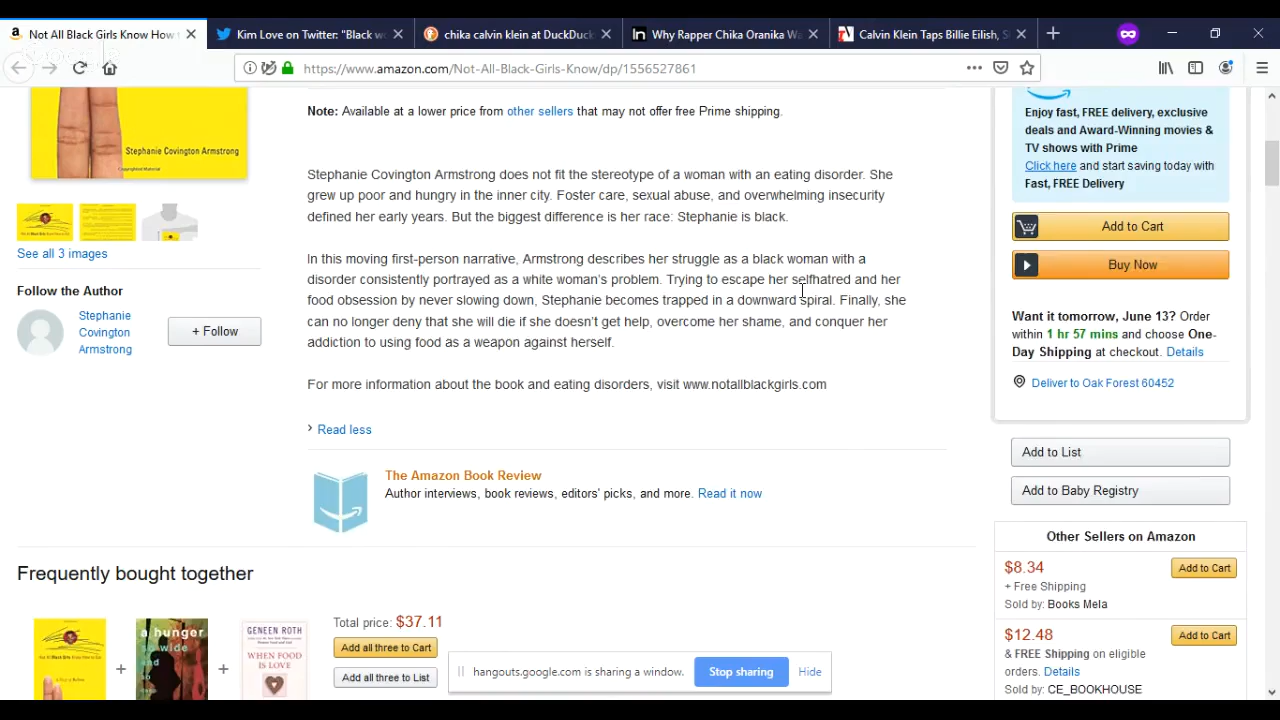 Not All Black Girls Know How t
Kim Love on Twitter: "Black w
chika calvin klein at DuckDuck
Why Rapper Chika Oranika Wa
Calvin Klein Taps Billie Eilish, S
Google
https://www.amazon.com/Not-All-Black-Girls-Know/dp/1556527861
Stephanie Covington Armstrong
Copyrighted Material
See all 3 images
Follow the Author
Stephanie
Covington
Armstrong
+ Follow
Note: Available at a lower price from other sellers that may not offer free Prime shipping.
Stephanie Covington Armstrong does not fit the stereotype of a woman with an eating disorder. She
grew up poor and hungry in the inner city. Foster care, sexual abuse, and overwhelming insecurity
defined her early years. But the biggest difference is her race: Stephanie is black.
In this moving first-person narrative, Armstrong describes her struggle as a black woman with a
disorder consistently portrayed as a white woman's problem. Trying to escape her selfhatred and her
food obsession by never slowing down, Stephanie becomes trapped in a downward spiral. Finally, she
can no longer deny that she will die if she doesn't get help, overcome her shame, and conquer her
addiction to using food as a weapon against herself.
For more information about the book and eating disorders, visit www.notallblackgirls.com
Read less
The Amazon Book Review
Author interviews, book reviews, editors' picks, and more. Read it now
Enjoy fast, FREE delivery, exclusive
deals and Award-Winning movies &
TV shows with Prime
Click here and start saving today with
Fast, FREE Delivery
Add to Cart
Buy Now
Want it tomorrow, June 13? Order
within 1 hr 57 mins and choose One-
Day Shipping at checkout. Details
Deliver to Oak Forest 60452
Add to List
Add to Baby Registry
Other Sellers on Amazon
$8.34
Add to Cart
+ Free Shipping
Sold by: Books Mela
$12.48
Add to Cart
& FREE Shipping on eligible
orders. Details
Sold by: CE_BOOKHOUSE
Frequently bought together
a hunger
so wide
and
so
+
+
GENEEN ROTH
WHEN FOOD
IS LOVE
Total price: $37.11
Add all three to Cart
Add all three to List
hangouts.google.com is sharing a window.
Stop sharing
Hide